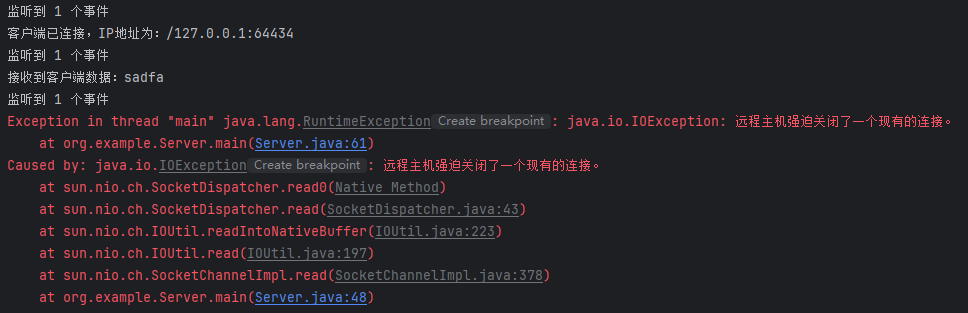 监听到 1 个事件
客户端已连接，IP地址为：/127.0.0.1:64434
监听到 1 个事件
接收到客户端数据：sadfa
监听到 1 个事件
Exception in thread "main" java.lang.RuntimeException Create breakpoint : java.io.IOException: 远程主机强迫关闭了一个现有的连接。
    at org.example.Server.main(Server.java:61)
Caused by: java.io.IOException Create breakpoint : 远程主机强迫关闭了一个现有的连接。
    at sun.nio.ch.SocketDispatcher.read0(Native Method)
    at sun.nio.ch.SocketDispatcher.read(SocketDispatcher.java:43)
    at sun.nio.ch.IOUtil.readIntoNativeBuffer(IOUtil.java:223)
    at sun.nio.ch.IOUtil.read(IOUtil.java:197)
    at sun.nio.ch.SocketChannelImpl.read(SocketChannelImpl.java:378)
    at org.example.Server.main(Server.java:48)